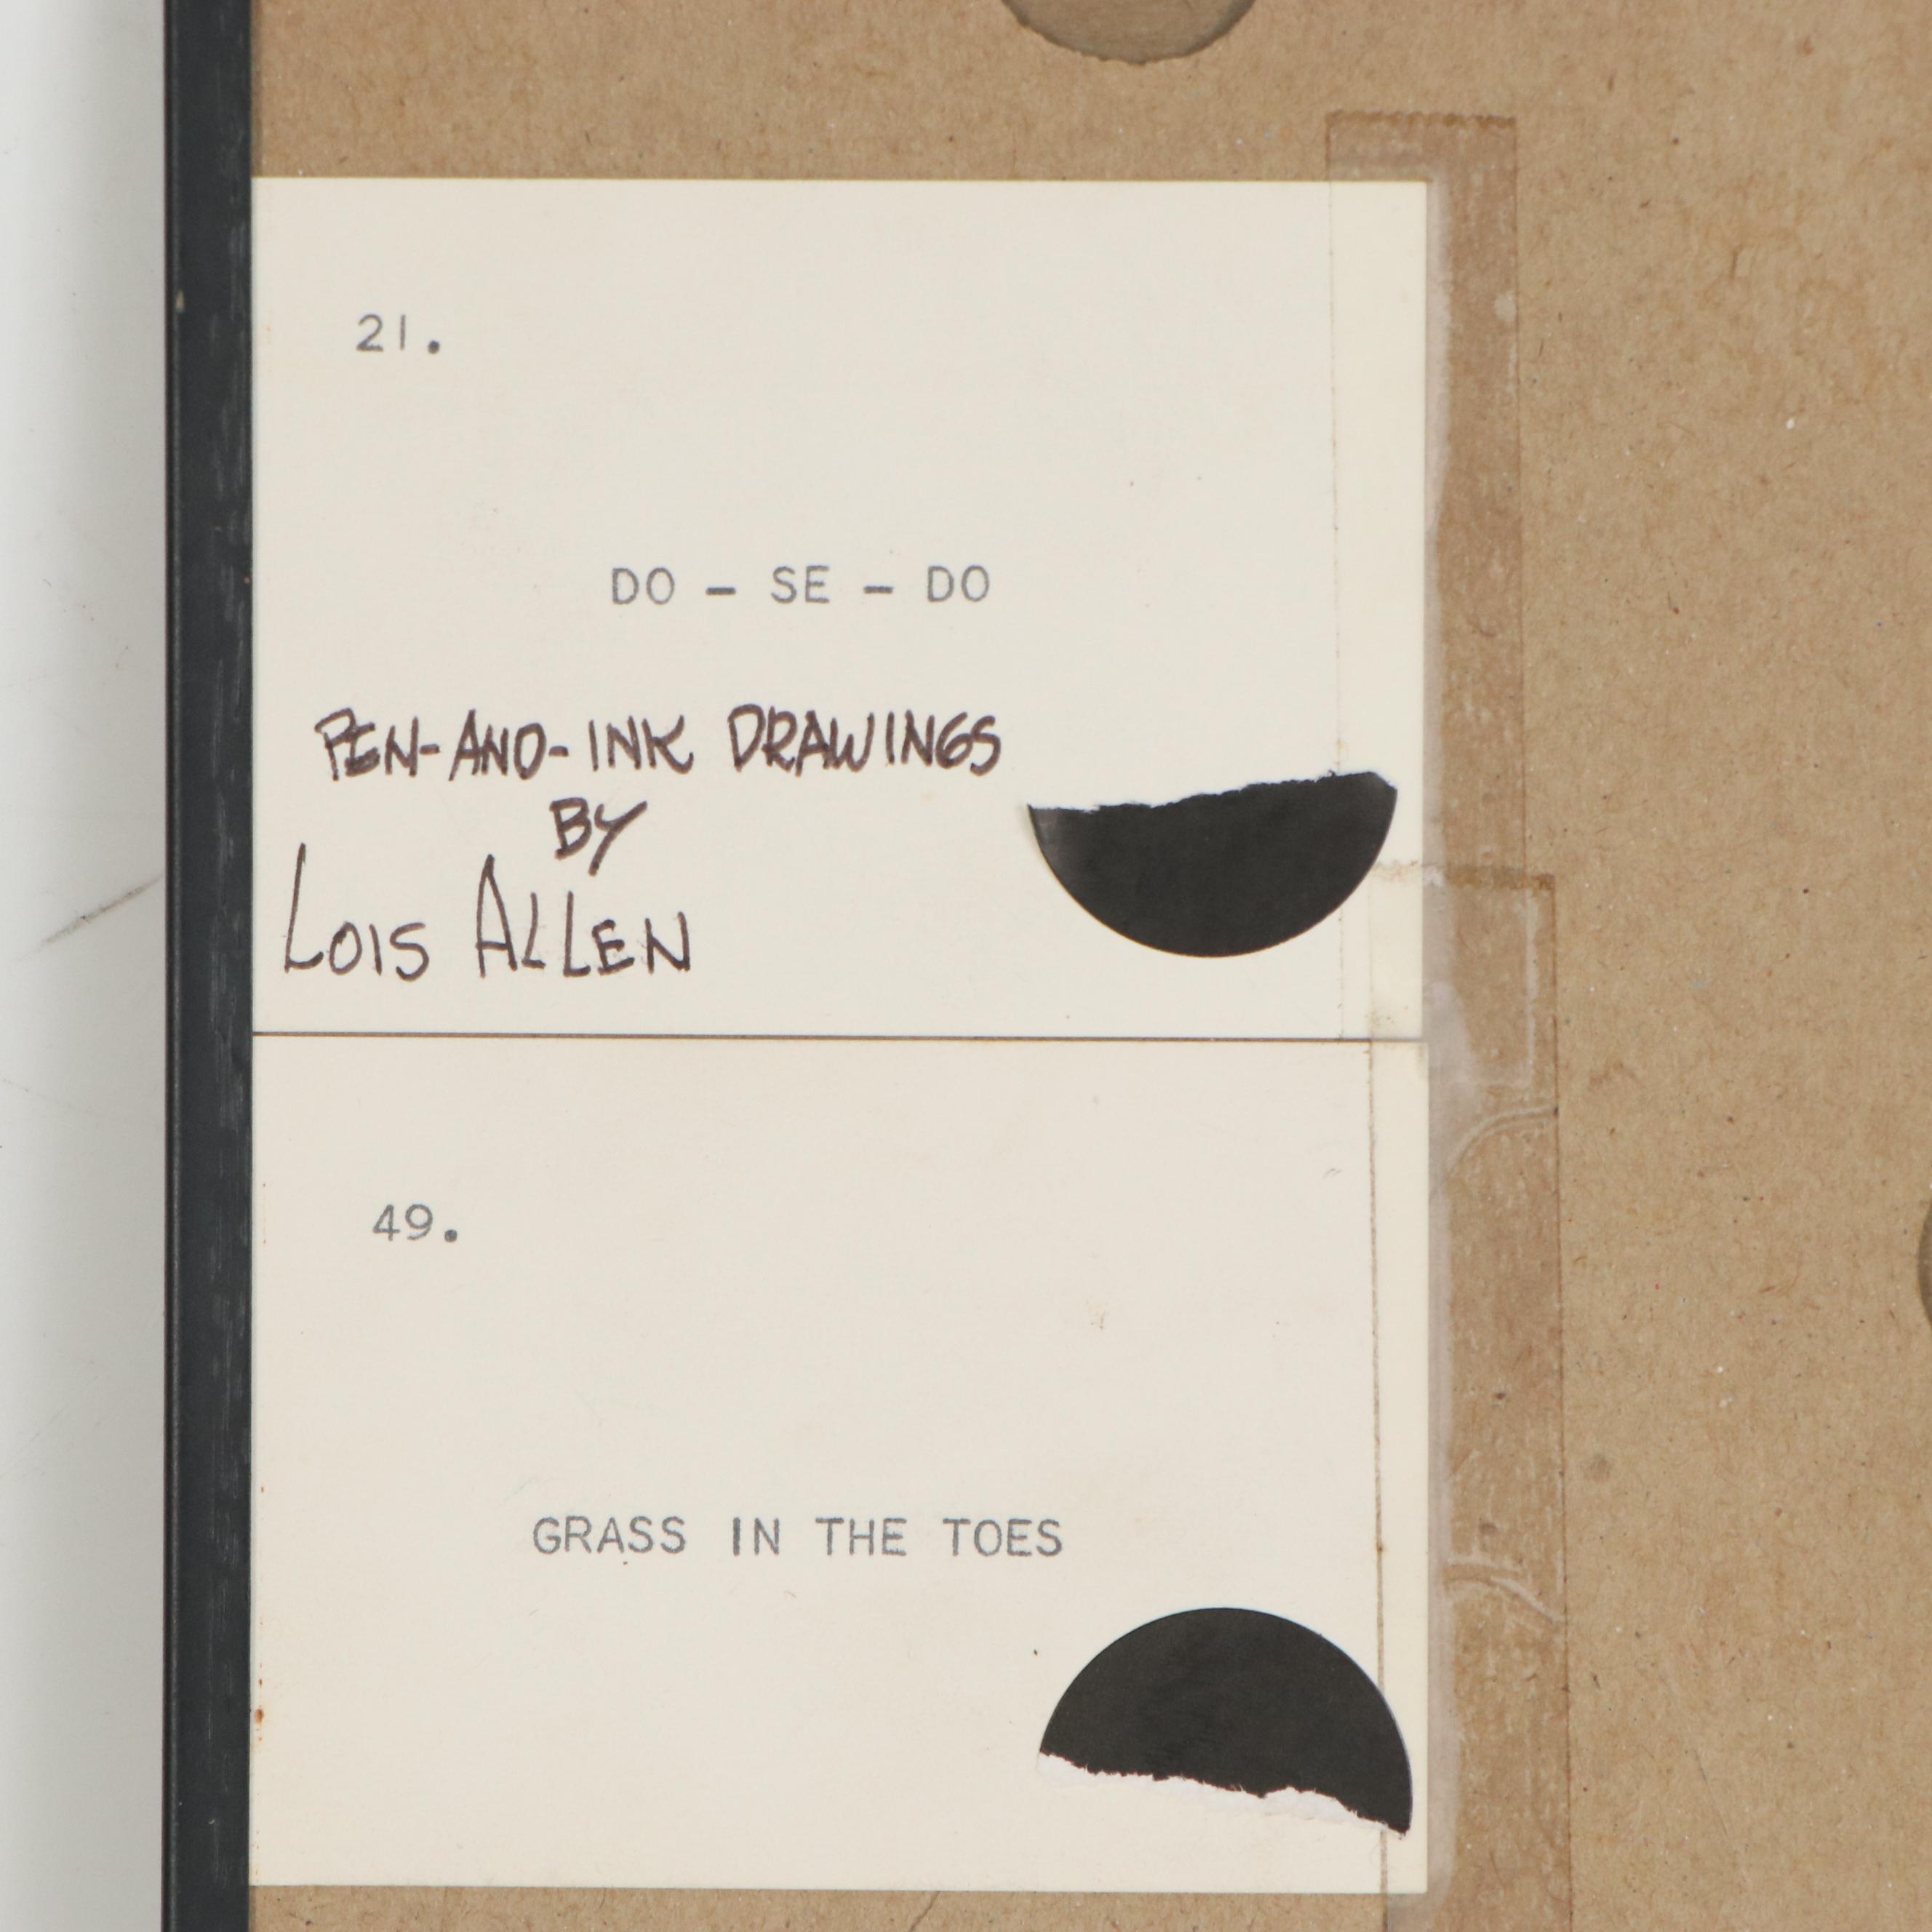 21.
DO - SE - DO
PEN-AND-INK DRAWINGS
BY
LOIS ALLEN
49.
GRASS IN THE TOES